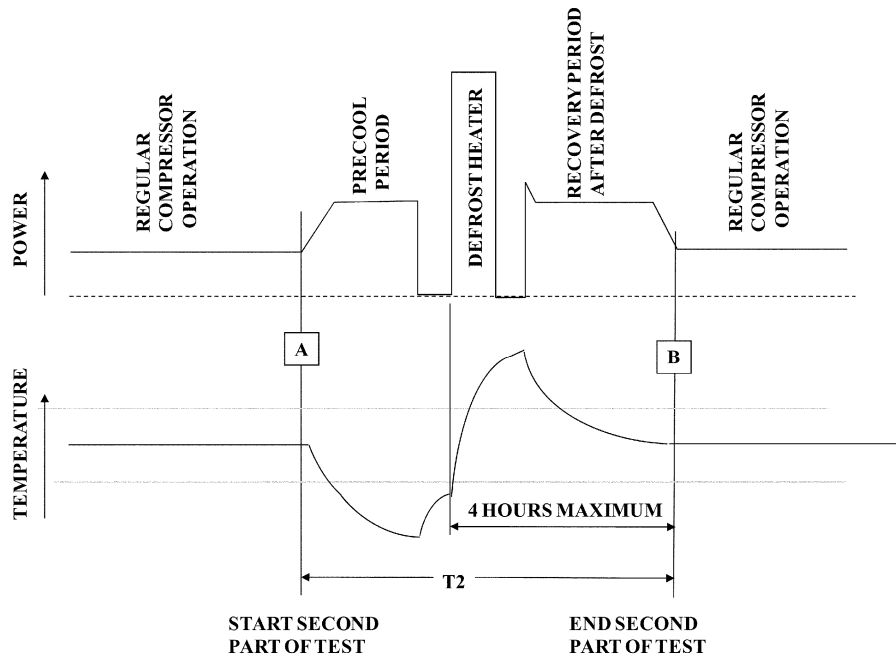 REGULAR
COMPRESSOR
OPERATION
PRECOOL
PERIOD
DEFROST HEATER
RECOVERY PERIOD
AFTER DEFROST
REGULAR
COMPRESSOR
OPERATION
POWER
A
B
TEMPERATURE
4 HOURS MAXIMUM
T2
START SECOND
PART OF TEST
END SECOND
PART OF TEST